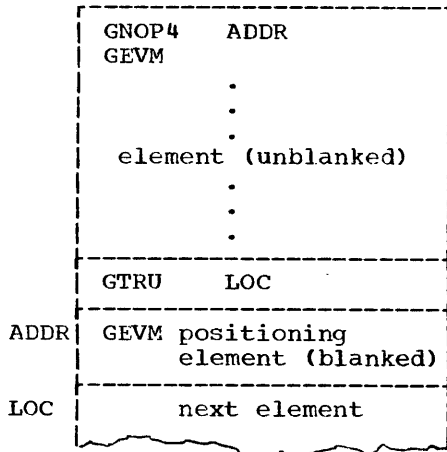 GNOP4 ADDR
GEVM
.
.
.
element (unblanked)
.
.
.
GTRU LOC
ADDR GEVM positioning
element (blanked)
LOC next element